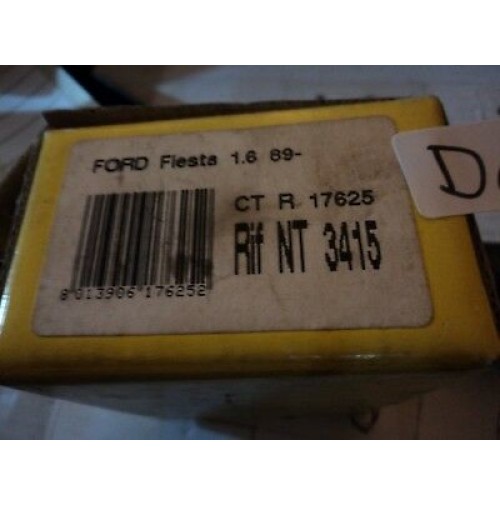 FORD Fiesta 1.6 89-
CT R 17625
Rif NT 3415
8 013906 176252